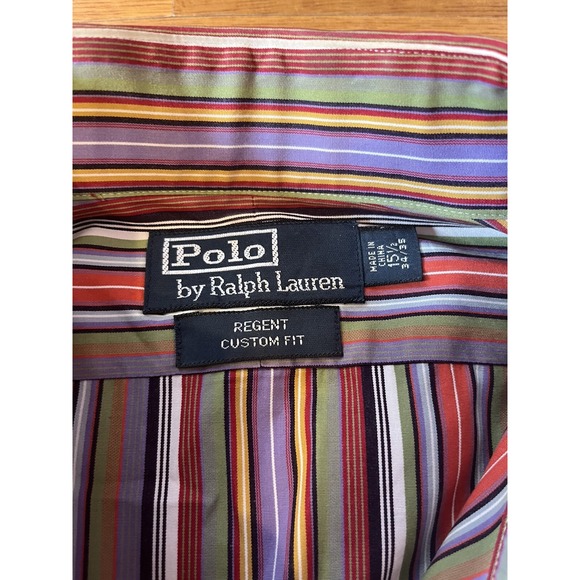 Polo
by Ralph Lauren
MADE IN
CHINA
15½
34/35
REGENT
CUSTOM FIT